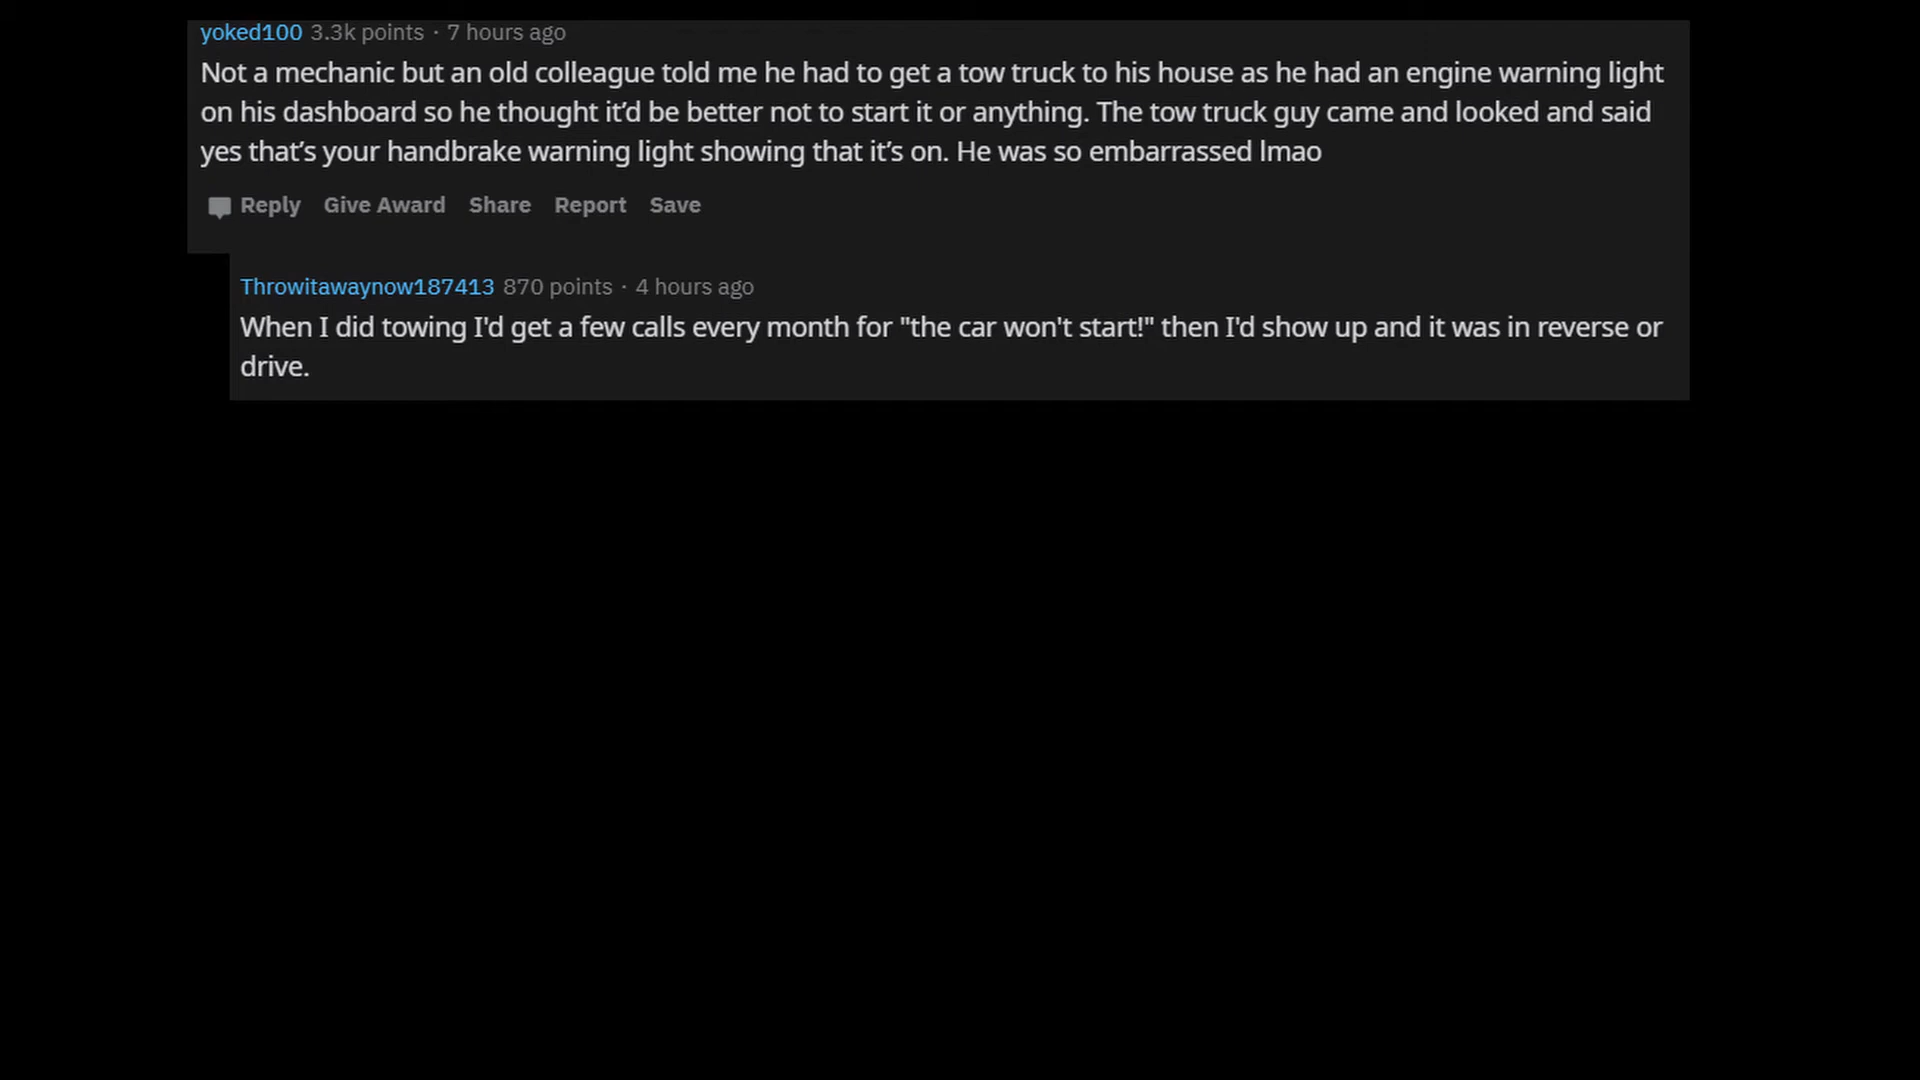 yoked100 3.3k points · 7 hours ago
Not a mechanic but an old colleague told me he had to get a tow truck to his house as he had an engine warning light
on his dashboard so he thought it’d be better not to start it or anything. The tow truck guy came and looked and said
yes that’s your handbrake warning light showing that it’s on. He was so embarrassed lmao
Reply Give Award Share Report Save
Throwitawaynow187413 870 points · 4 hours ago
When I did towing I'd get a few calls every month for "the car won't start!" then I'd show up and it was in reverse or
drive.